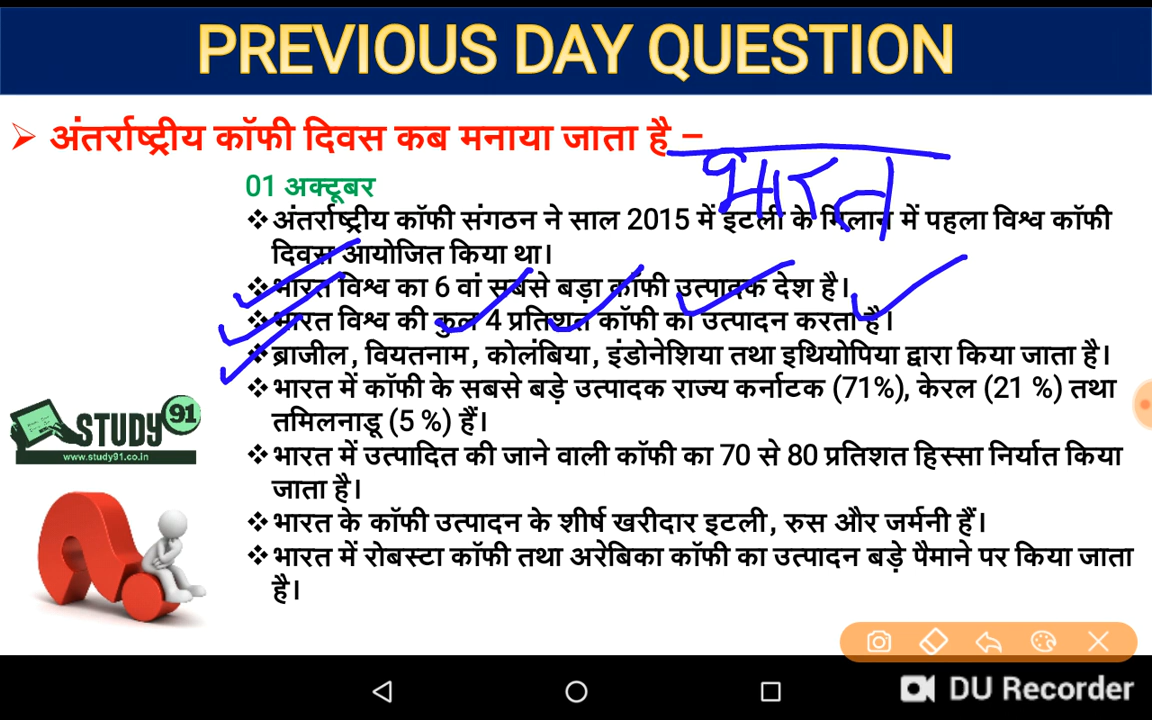 PREVIOUS DAY QUESTION
➢ अंतर्राष्ट्रीय कॉफी दिवस कब मनाया जाता है –
भारत
01 अक्टूबर
❖अंतर्राष्ट्रीय कॉफी संगठन ने साल 2015 में इटली के मिलान में पहला विश्व कॉफी
दिवस आयोजित किया था।
❖भारत विश्व का 6 वां सबसे बड़ा कॉफी उत्पादक देश है।
❖भारत विश्व की कुल 4 प्रतिशत कॉफी का उत्पादन करता है।
❖ब्राजील, वियतनाम, कोलंबिया, इंडोनेशिया तथा इथियोपिया द्वारा किया जाता है।
❖भारत में कॉफी के सबसे बड़े उत्पादक राज्य कर्नाटक (71%), केरल (21 %) तथा
तमिलनाडू (5 %) हैं।
❖भारत में उत्पादित की जाने वाली कॉफी का 70 से 80 प्रतिशत हिस्सा निर्यात किया
जाता है।
❖भारत के कॉफी उत्पादन के शीर्ष खरीदार इटली, रुस और जर्मनी हैं।
❖भारत में रोबस्टा कॉफी तथा अरेबिका कॉफी का उत्पादन बड़े पैमाने पर किया जाता
है।
STUDY 91
www.study91.co.in
DU Recorder